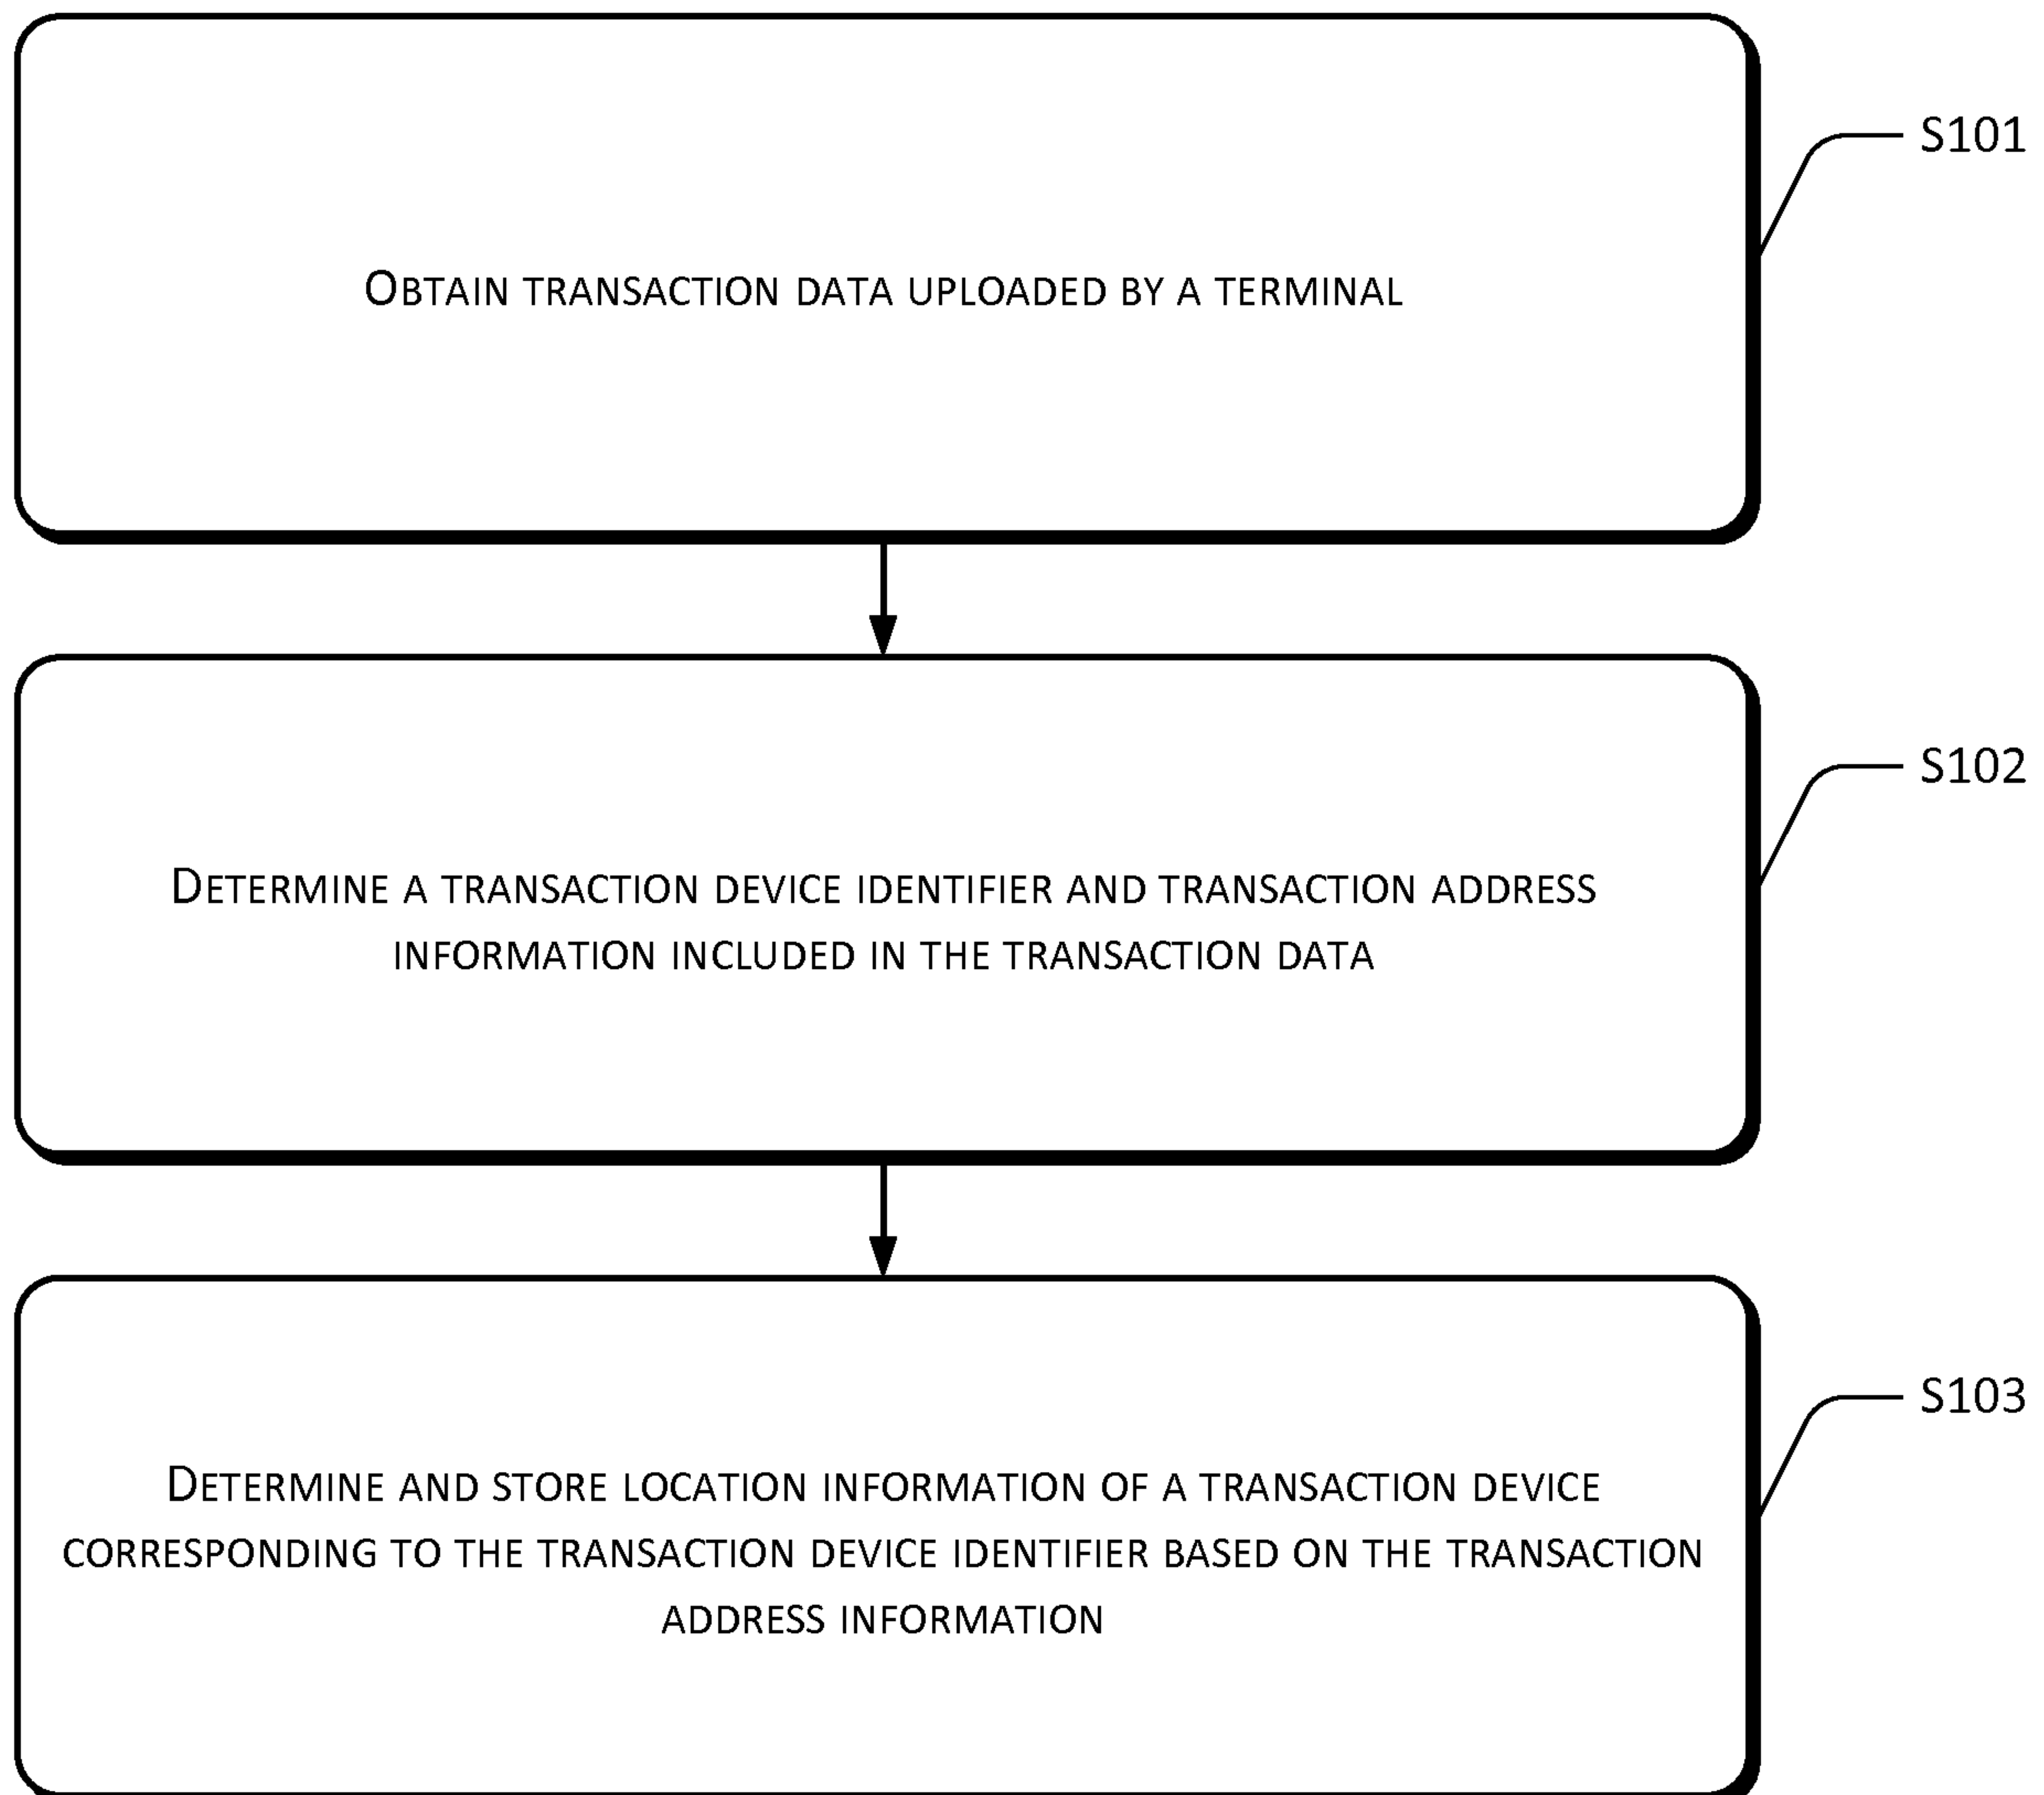 OBTAIN TRANSACTION DATA UPLOADED BY A TERMINAL
S101
DETERMINE A TRANSACTION DEVICE IDENTIFIER AND TRANSACTION ADDRESS
INFORMATION INCLUDED IN THE TRANSACTION DATA
S102
DETERMINE AND STORE LOCATION INFORMATION OF A TRANSACTION DEVICE
CORRESPONDING TO THE TRANSACTION DEVICE IDENTIFIER BASED ON THE TRANSACTION
ADDRESS INFORMATION
S103